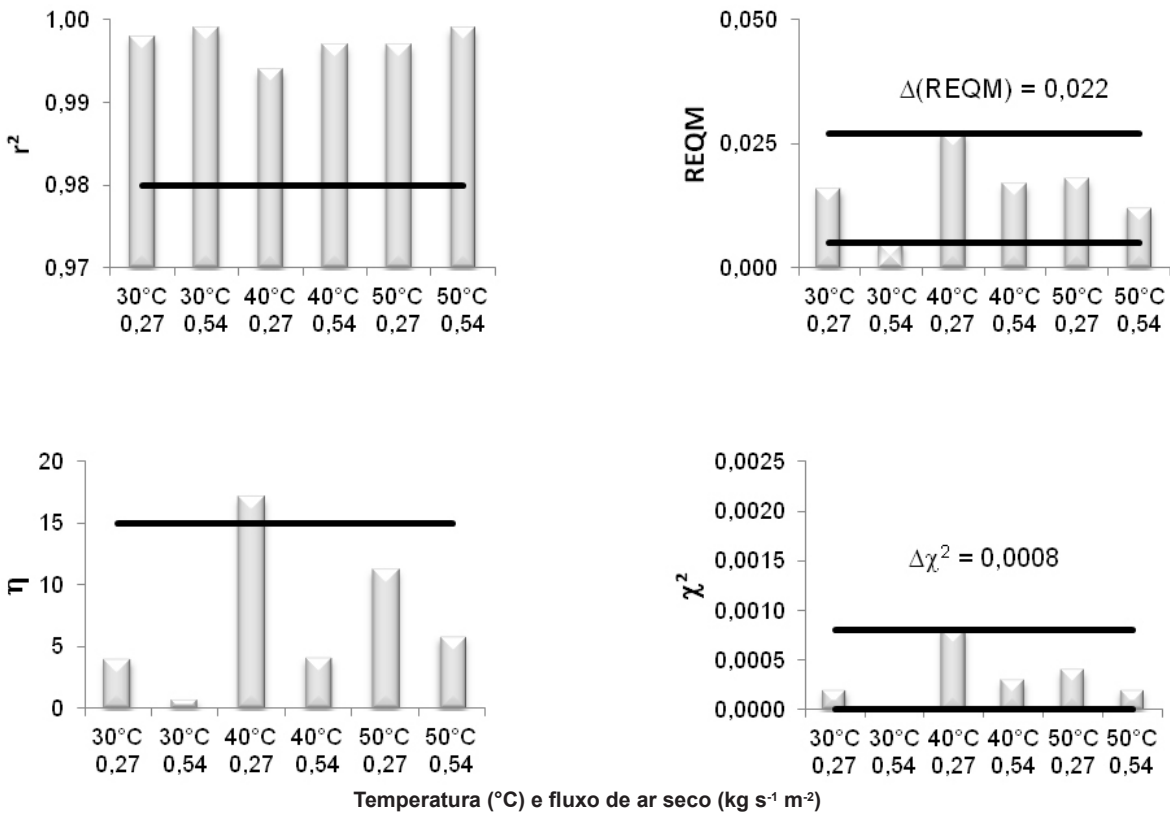 r²
1,00
0,99
0,98
0,97
30°C 30°C 40°C 40°C 50°C 50°C
0,27 0,54 0,27 0,54 0,27 0,54
REQM
0,050
0,025
0,000
Δ(REQM) = 0,022
30°C 30°C 40°C 40°C 50°C 50°C
0,27 0,54 0,27 0,54 0,27 0,54
η
20
15
10
5
0
30°C 30°C 40°C 40°C 50°C 50°C
0,27 0,54 0,27 0,54 0,27 0,54
χ²
0,0025
0,0020
0,0015
0,0010
0,0005
0,0000
Δχ² = 0,0008
30°C 30°C 40°C 40°C 50°C 50°C
0,27 0,54 0,27 0,54 0,27 0,54
Temperatura (°C) e fluxo de ar seco (kg s⁻¹ m⁻²)